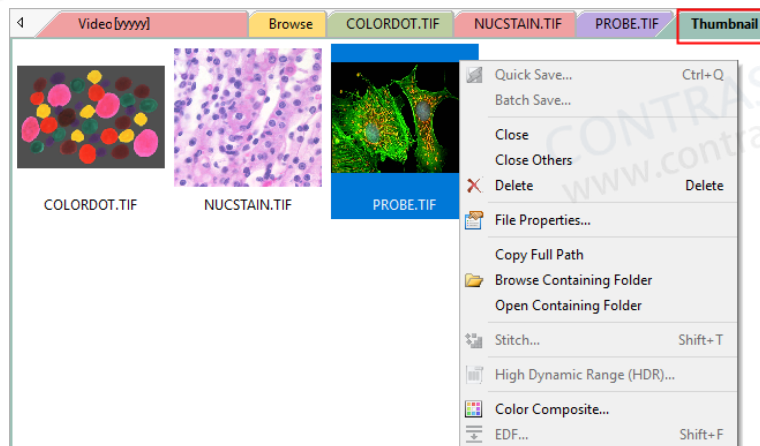 Video[yyyyy] Browse COLORDOT.TIF NUCSTAIN.TIF PROBE.TIF Thumbnail
COLORDOT.TIF NUCSTAIN.TIF PROBE.TIF
Quick Save... Ctrl+Q
Batch Save...
Close
Close Others
Delete Delete
File Properties...
Copy Full Path
Browse Containing Folder
Open Containing Folder
Stitch... Shift+T
High Dynamic Range (HDR)...
Color Composite...
EDF... Shift+F